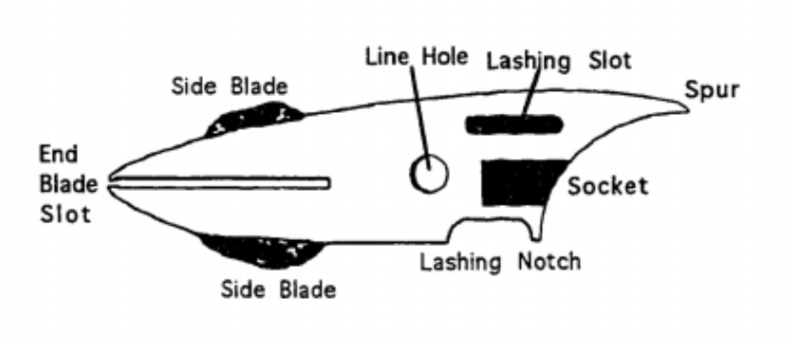 Line Hole
Lashing Slot
Side Blade
Spur
End
Blade
Slot
Socket
Lashing Notch
Side Blade